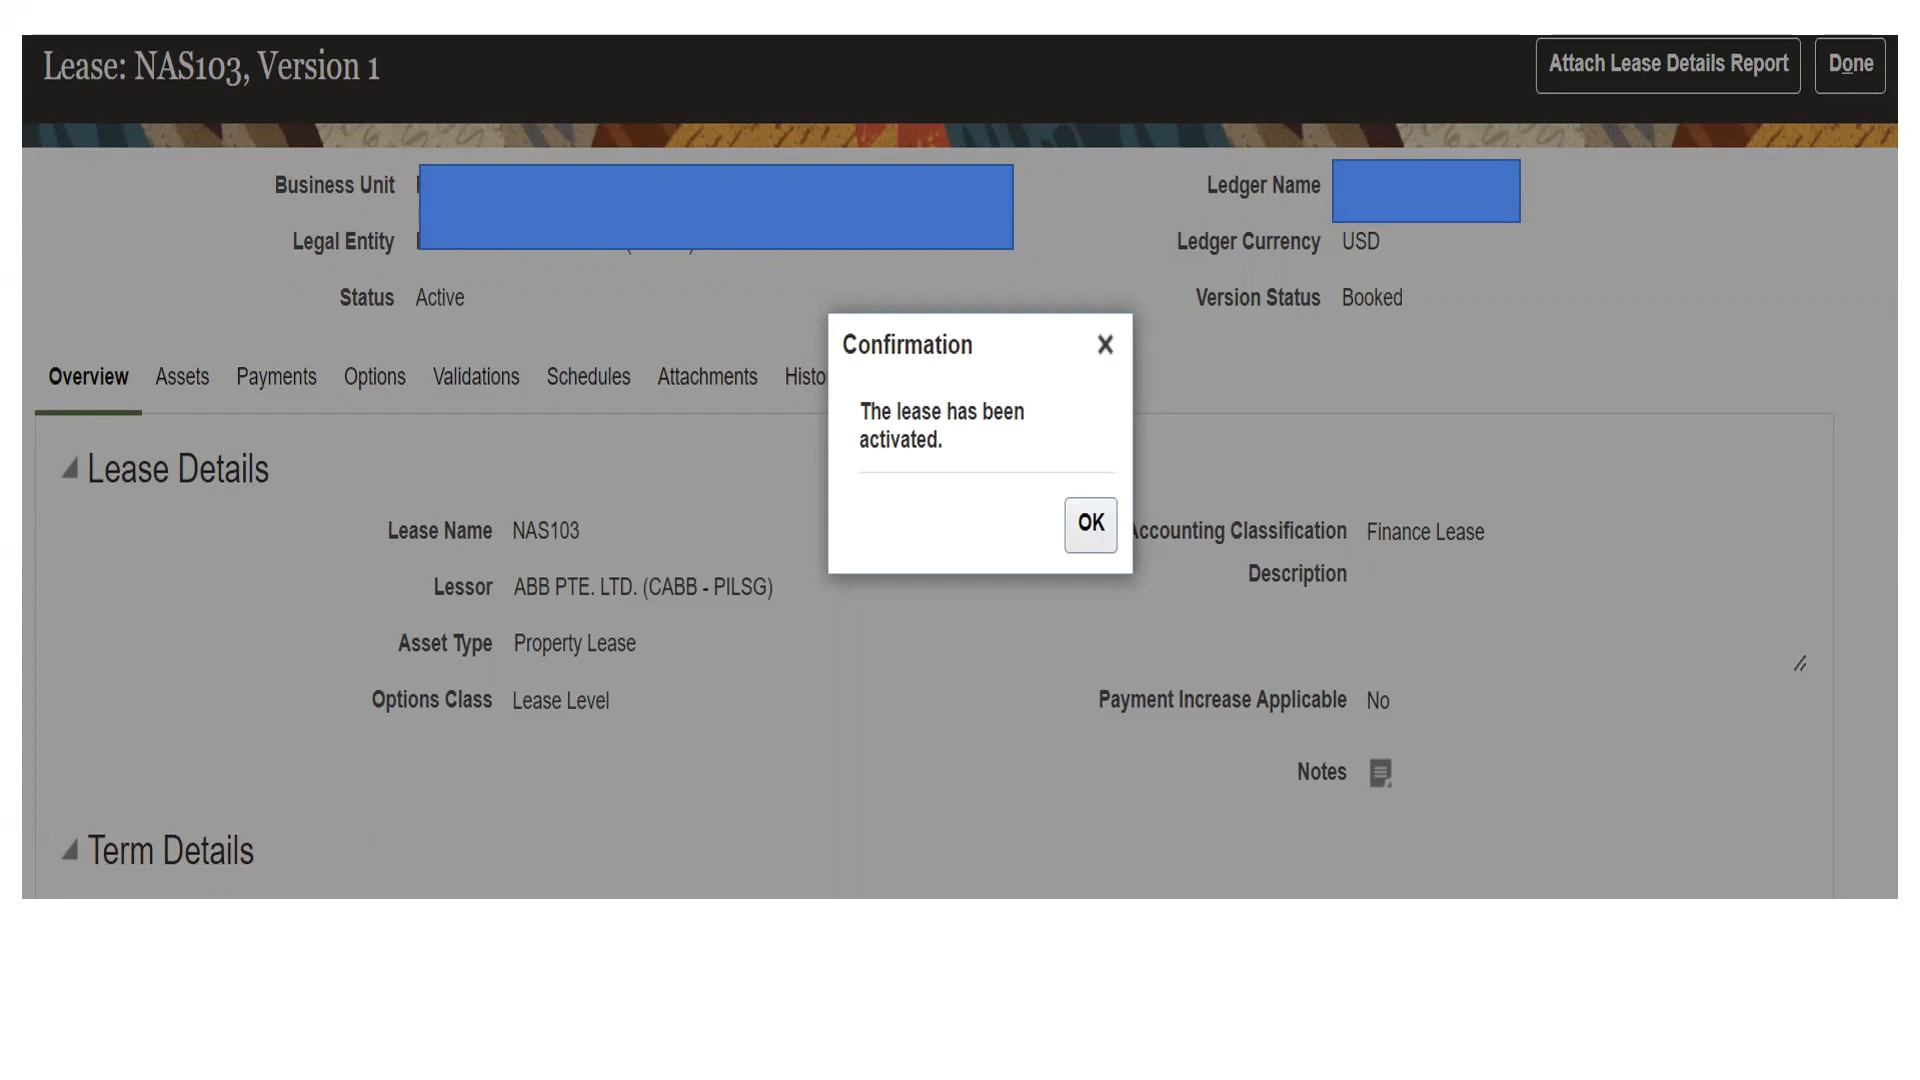 Lease: NAS103, Version 1
Attach Lease Details Report
Done
Business Unit
Ledger Name
Legal Entity
Ledger Currency USD
Status Active
Version Status Booked
Confirmation
Overview Assets Payments Options Validations Schedules Attachments Histo
The lease has been
activated.
OK
Lease Details
Lease Name NAS103
Accounting Classification Finance Lease
Description
Lessor ABB PTE. LTD. (CABB - PILSG)
Asset Type Property Lease
Options Class Lease Level
Payment Increase Applicable No
Notes
Term Details